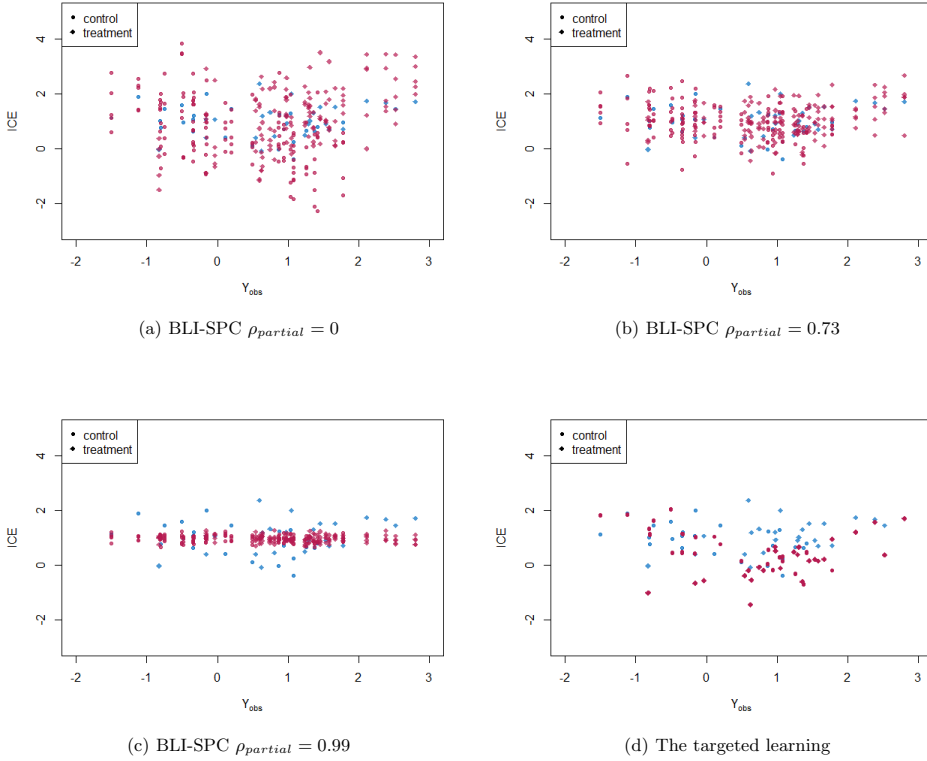 control
treatment
4
2
0
-2
ICE
-2
-1
0
1
2
3
Yobs
(a) BLI-SPC ρpartial = 0
control
treatment
4
2
0
-2
ICE
-2
-1
0
1
2
3
Yobs
(b) BLI-SPC ρpartial = 0.73
control
treatment
4
2
0
-2
ICE
-2
-1
0
1
2
3
Yobs
(c) BLI-SPC ρpartial = 0.99
control
treatment
4
2
0
-2
ICE
-2
-1
0
1
2
3
Yobs
(d) The targeted learning